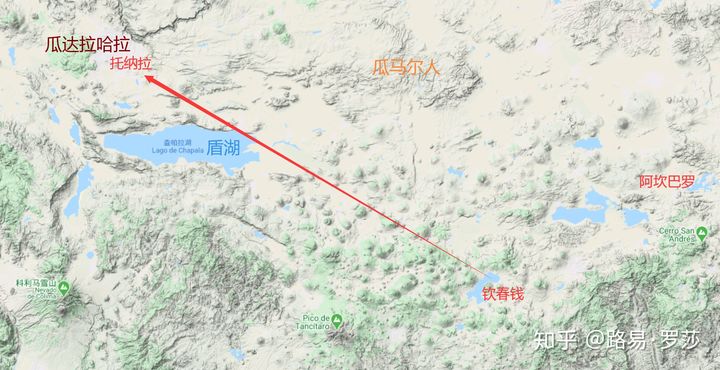 瓜达拉哈拉
托纳拉
瓜马尔人
查帕拉湖
Lago de Chapala
盾湖
阿坎巴罗
Cerro San
Andrés
科利马雪山
Nevado
de Colima
钦春钱
Pico de
Tancítaro
知乎 @路易·罗莎